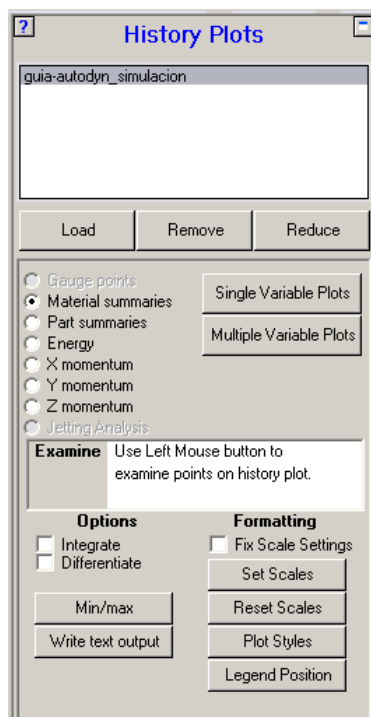 ?
History Plots
guia-autodyn_simulacion
Load Remove Reduce
Gauge points
Material summaries
Part summaries
Energy
X momentum
Y momentum
Z momentum
Jetting Analysis
Single Variable Plots
Multiple Variable Plots
Examine Use Left Mouse button to
examine points on history plot.
Options
Integrate
Differentiate
Min/max
Write text output
Formatting
Fix Scale Settings
Set Scales
Reset Scales
Plot Styles
Legend Position